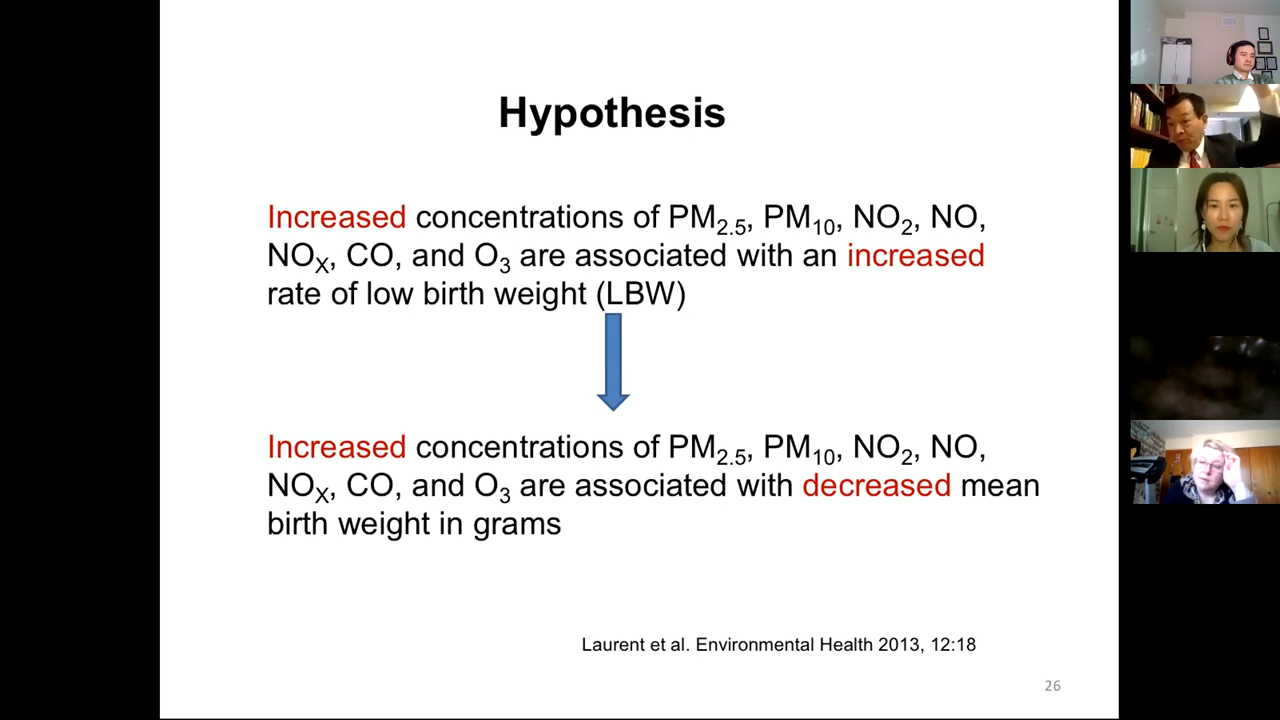 Hypothesis
Increased concentrations of PM2.5, PM10, NO2, NO,
NOX, CO, and O3 are associated with an increased
rate of low birth weight (LBW)
Increased concentrations of PM2.5, PM10, NO2, NO,
NOX, CO, and O3 are associated with decreased mean
birth weight in grams
Laurent et al. Environmental Health 2013, 12:18
26